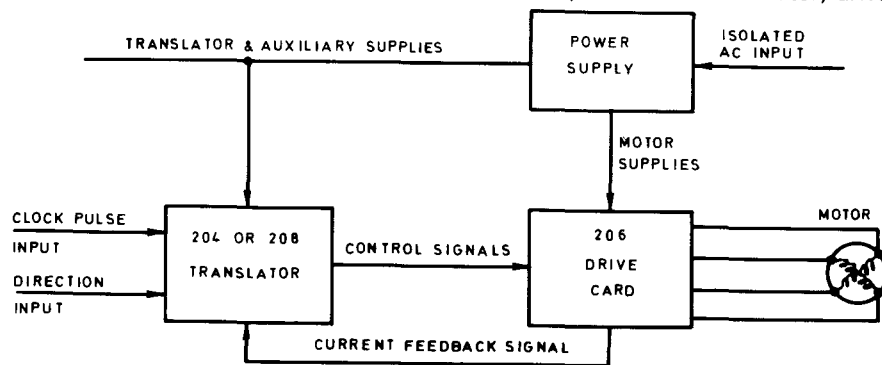 TRANSLATOR & AUXILIARY SUPPLIES
POWER
SUPPLY
ISOLATED
AC INPUT
MOTOR
SUPPLIES
CLOCK PULSE
INPUT
DIRECTION
INPUT
204 OR 208
TRANSLATOR
CONTROL SIGNALS
206
DRIVE
CARD
MOTOR
CURRENT FEEDBACK SIGNAL